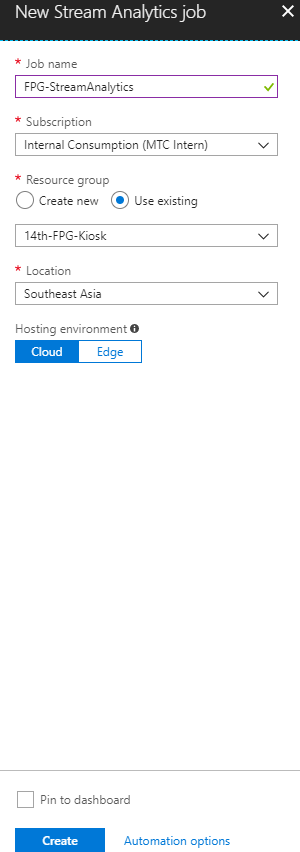 New Stream Analytics job
* Job name
FPG-StreamAnalytics
* Subscription
Internal Consumption (MTC Intern)
* Resource group
Create new Use existing
14th-FPG-Kiosk
* Location
Southeast Asia
Hosting environment
Cloud Edge
Pin to dashboard
Create Automation options